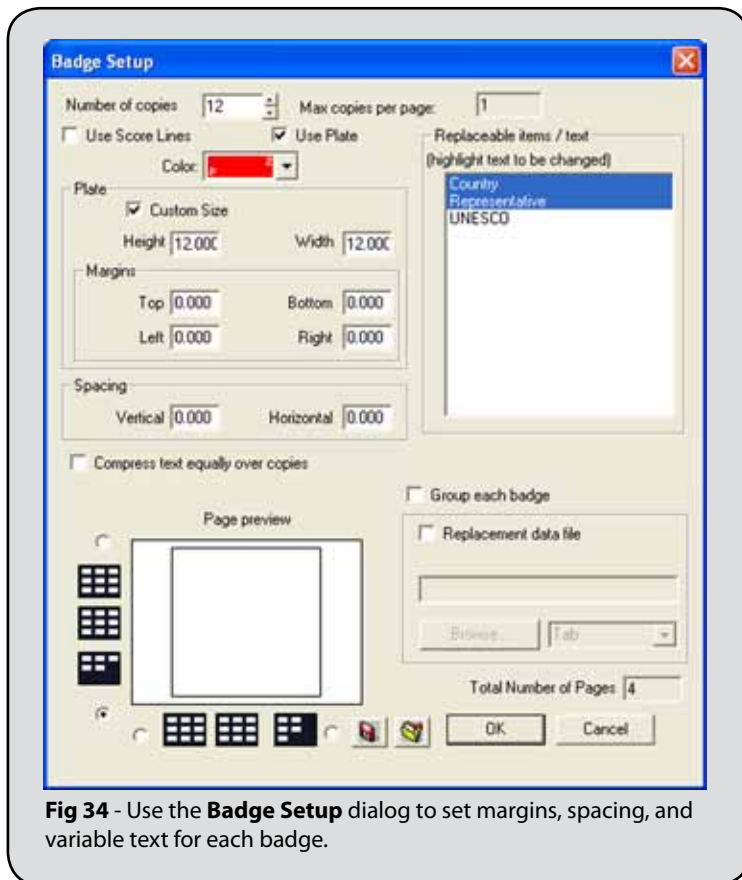 Badge Setup
Number of copies 12 Max copies per page: 1
Use Score Lines Use Plate
Color:
Replaceable items / text
(highlight text to be changed)
Country
Representative
UNESCO
Plate
Custom Size
Height 12.000 Width 12.000
Margins
Top 0.000 Bottom 0.000
Left 0.000 Right 0.000
Spacing
Vertical 0.000 Horizontal 0.000
Compress text equally over copies
Group each badge
Page preview
Replacement data file
Browse... Tab
Total Number of Pages 4
OK Cancel
Fig 34 - Use the Badge Setup dialog to set margins, spacing, and
variable text for each badge.